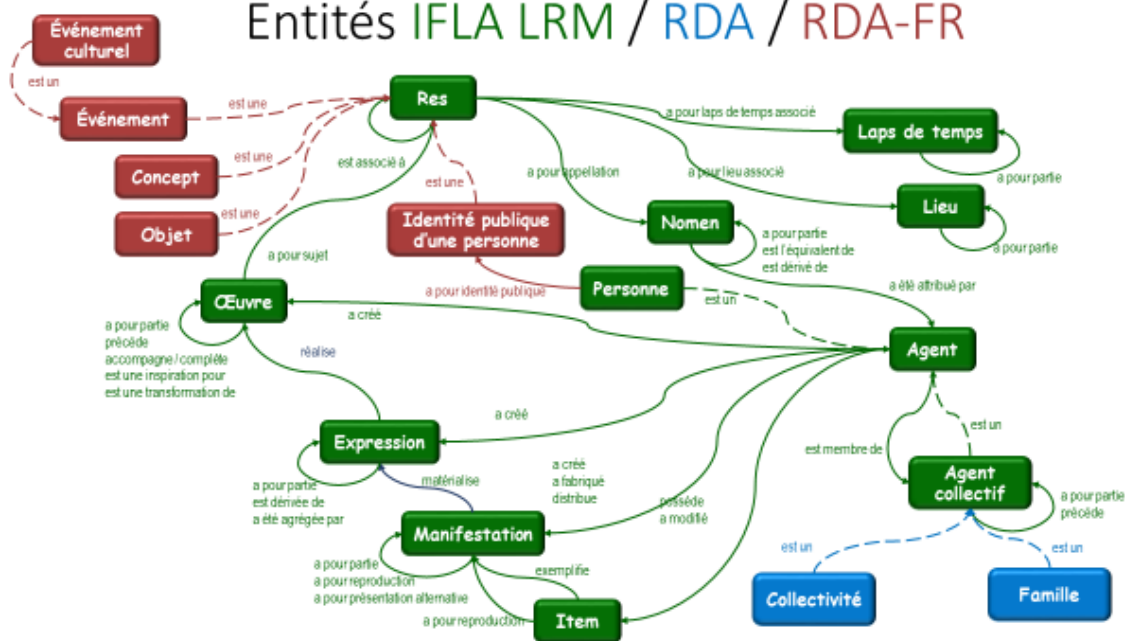 Entités IFLA LRM / RDA / RDA-FR
Événement
culturel
est un
Événement
est une
Res
a pour laps de temps associé
Laps de temps
a pour partie
est associé à
est une
Concept
est une
a pour appellation
a pour lieu associé
Lieu
a pour partie
Objet
est une
Identité publique
d'une personne
Nomen
a pour partie
est l'équivalent de
est dérivé de
a pour sujet
a pour identité publique
Personne
est un
a été attribué par
Œuvre
a créé
a pour partie
précède
accompagne / complète
est une inspiration pour
est une transformation de
réalise
Agent
a créé
Expression
est membre de
est un
a pour partie
est dérivée de
a été agrégée par
matérialise
a créé
a fabriqué
distribue
possède
a modifié
Agent
collectif
a pour partie
précède
Manifestation
est un
est un
a pour partie
a pour reproduction
a pour présentation alternative
exemplifie
Collectivité
Famille
a pour reproduction
Item